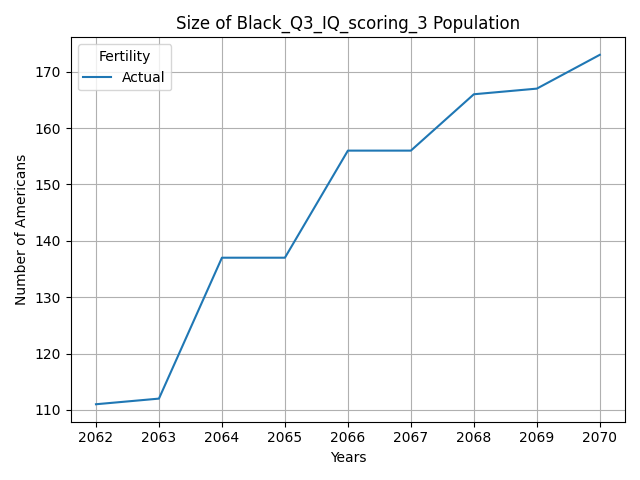 Size of Black_Q3_IQ_scoring_3 Population
Fertility
Actual
Number of Americans
170
160
150
140
130
120
110
2062 2063 2064 2065 2066 2067 2068 2069 2070
Years